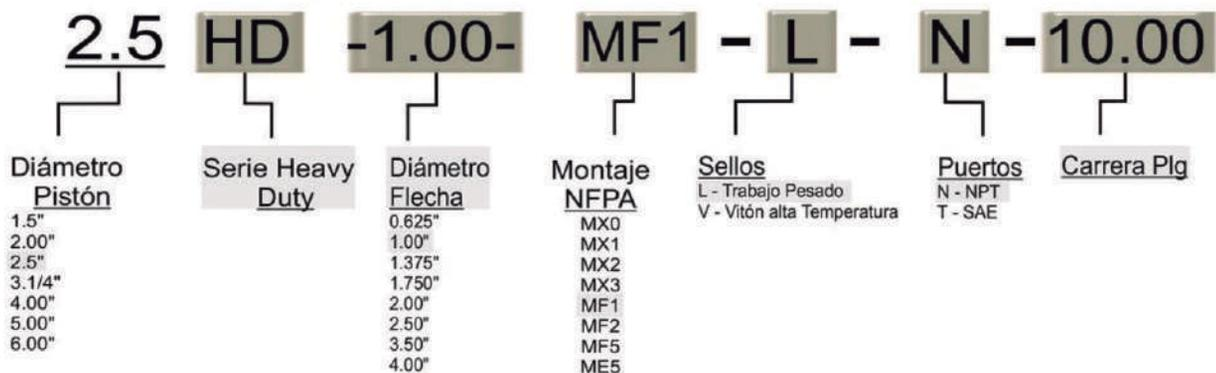 2.5 HD -1.00- MF1 - L - N - 10.00
Diámetro
Pistón
1.5"
2.00"
2.5"
3.1/4"
4.00"
5.00"
6.00"
Serie Heavy
Duty
Diámetro
Flecha
0.625"
1.00"
1.375"
1.750"
2.00"
2.50"
3.50"
4.00"
Montaje
NFPA
MX0
MX1
MX2
MX3
MF1
MF2
MF5
ME5
Sellos
L - Trabajo Pesado
V - Vitón alta Temperatura
Puertos
N - NPT
T - SAE
Carrera Plg